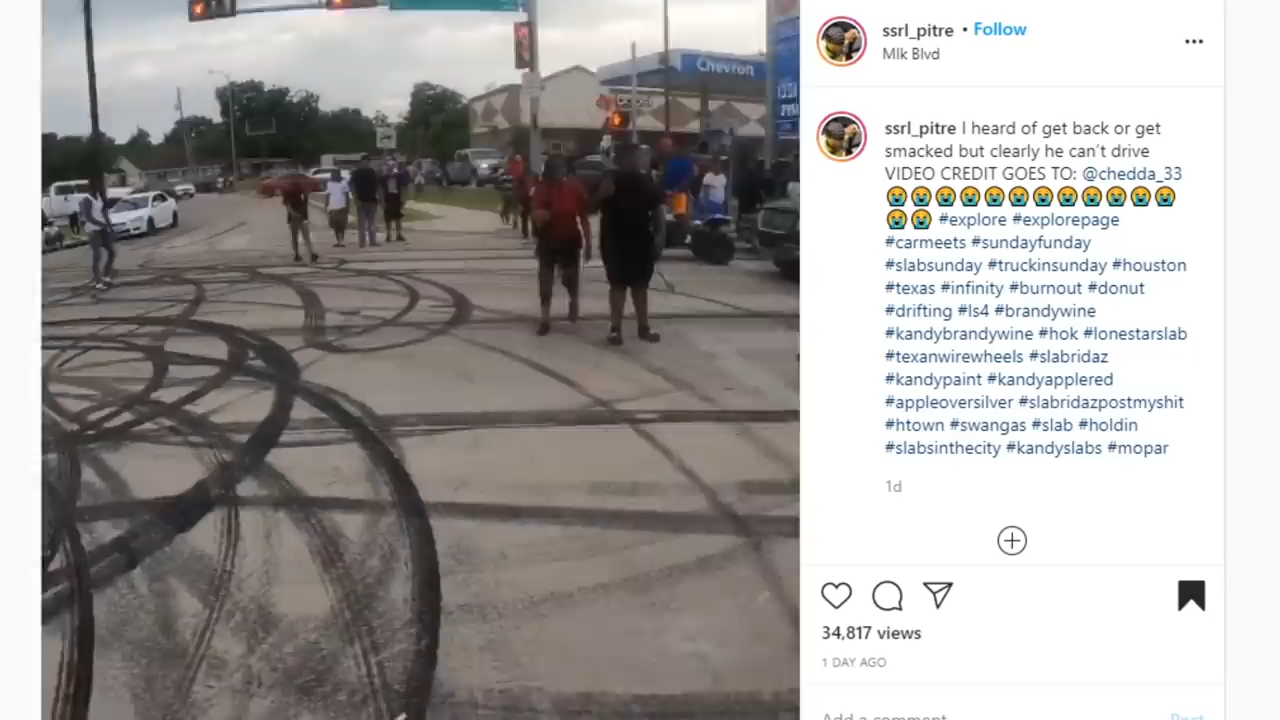 Chevron
ssrl_pitre • Follow
Mlk Blvd
ssrl_pitre I heard of get back or get
smacked but clearly he can't drive
VIDEO CREDIT GOES TO: @chedda_33
😭😭😭😭😭😭😭😭😭😭😭😭
😭😭 #explore #explorepage
#carmeets #sundayfunday
#slabsunday #truckinsunday #houston
#texas #infinity #burnout #donut
#drifting #ls4 #brandywine
#kandybrandywine #hok #lonestarslab
#texanwirewheels #slabridaz
#kandypaint #kandyapplered
#appleoversilver #slabridazpostmyshit
#htown #swangas #slab #holdin
#slabsinthecity #kandyslabs #mopar
1d
34,817 views
1 DAY AGO
Add a comment...
Post